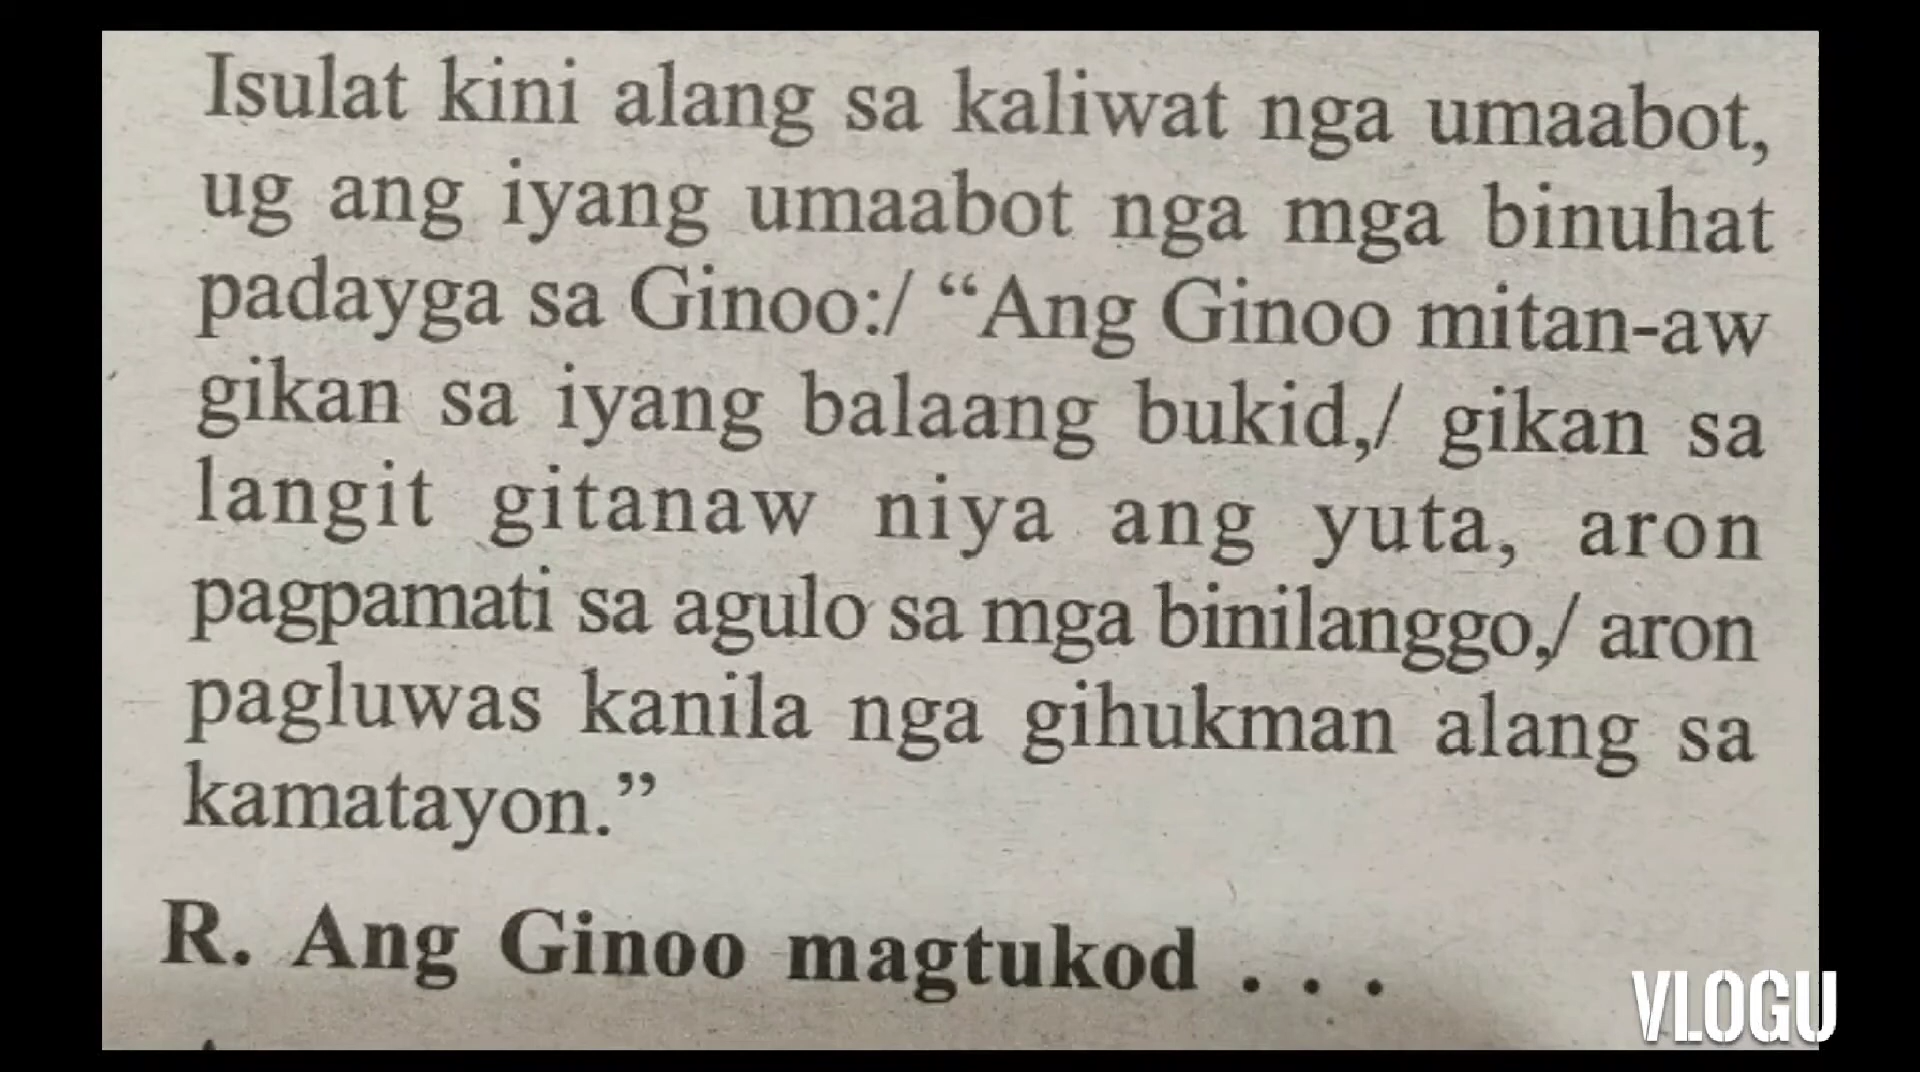 Isulat kini alang sa kaliwat nga umaabot,
ug ang iyang umaabot nga mga binuhat
padayga sa Ginoo:/ “Ang Ginoo mitan-aw
gikan sa iyang balaang bukid,/ gikan sa
langit gitanaw niya ang yuta, aron
pagpamati sa agulo sa mga binilanggo,/ aron
pagluwas kanila nga gihukman alang sa
kamatayon.”
R. Ang Ginoo magtukod . . .
VLOGU